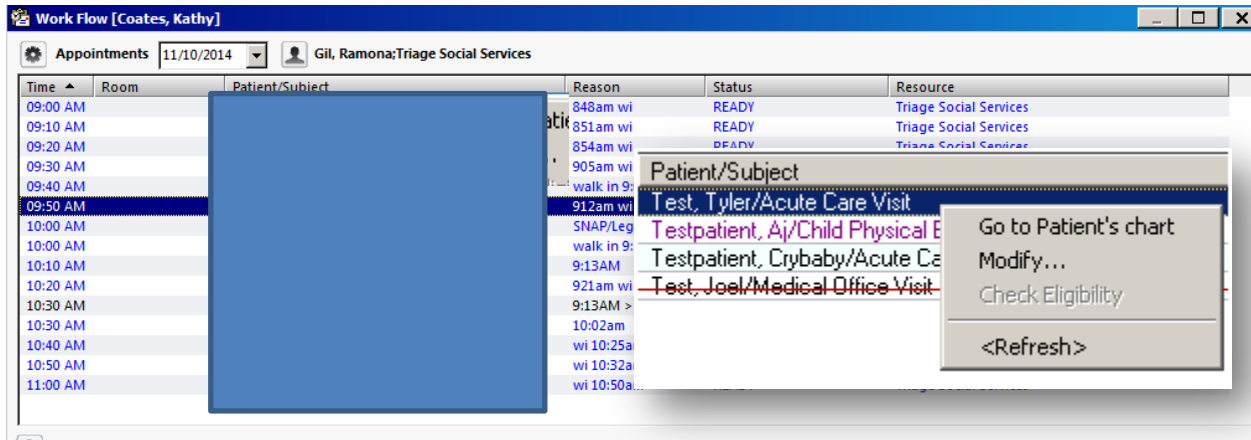 Work Flow [Coates, Kathy]
Appointments 11/10/2014 Gil, Ramona;Triage Social Services
Time Room Patient/Subject Reason Status Resource
09:00 AM 848am wi READY Triage Social Services
09:10 AM 851am wi READY Triage Social Services
09:20 AM 854am wi READY Triage Social Services
09:30 AM 905am wi
09:40 AM walk in 9:
09:50 AM 912am wi
10:00 AM SNAP/Leg
10:00 AM walk in 9:
10:10 AM 9:13AM
10:20 AM 921am wi
10:30 AM 9:13AM >
10:30 AM 10:02am
10:40 AM wi 10:25a
10:50 AM wi 10:32a
11:00 AM wi 10:50a
Patient/Subject
Test, Tyler/Acute Care Visit
Testpatient, Aj/Child Physical E
Testpatient, Crybaby/Acute Ca
Test, Joel/Medical Office Visit
Go to Patient's chart
Modify...
Check Eligibility
<Refresh>